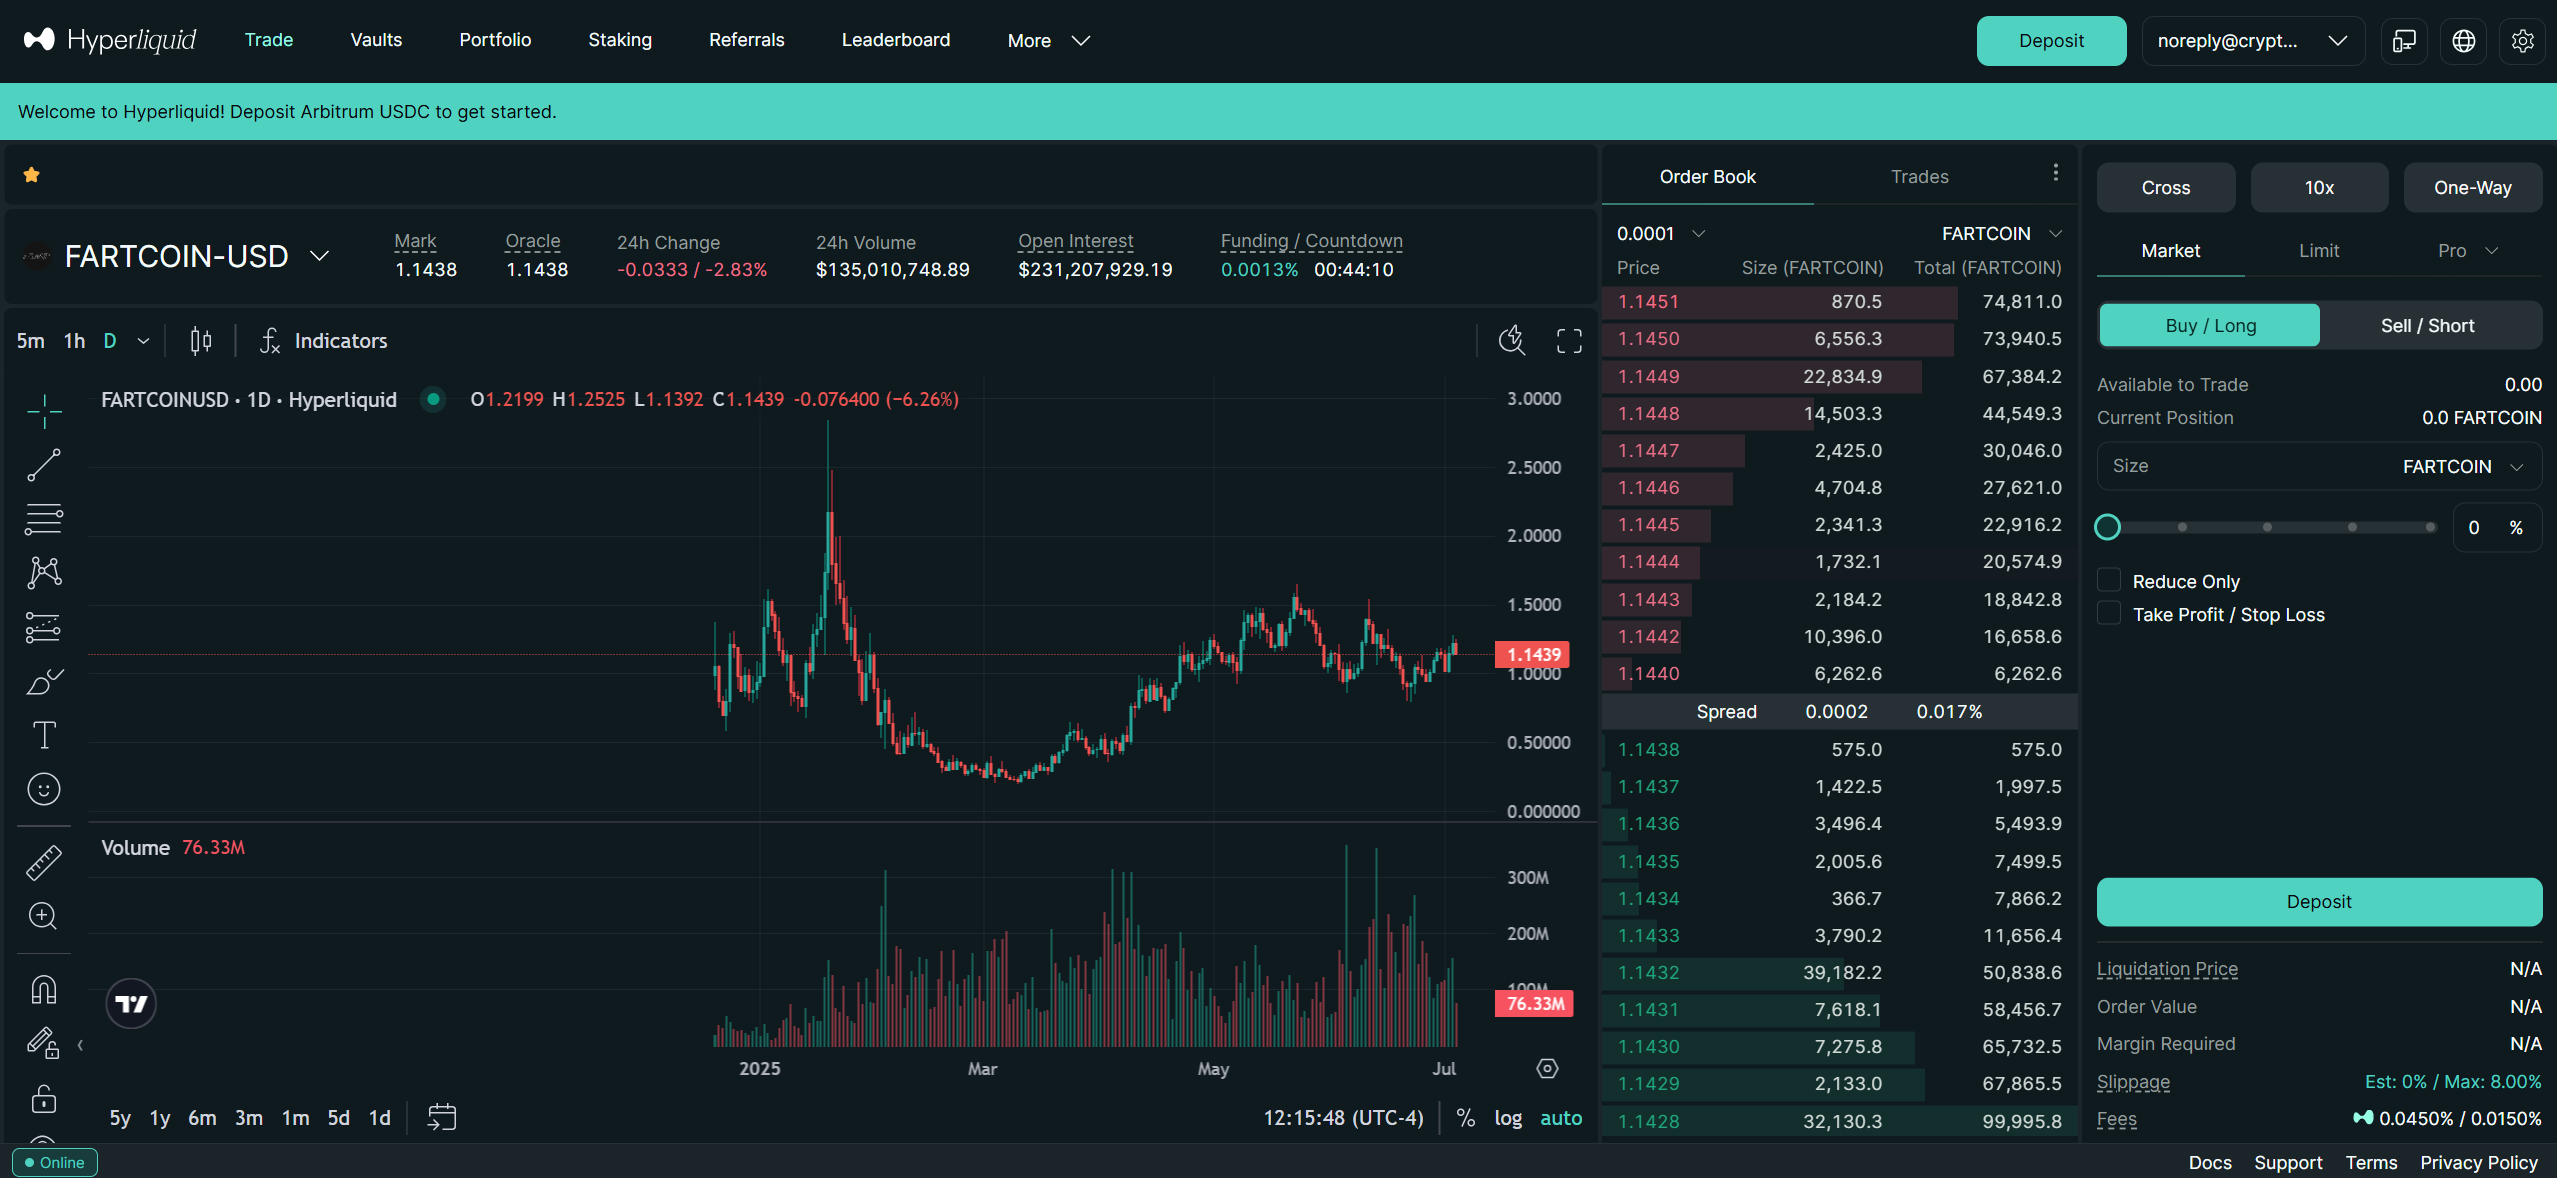 Hyperliquid Trade Vaults Portfolio Staking Referrals Leaderboard More Deposit noreply@crypt...
Welcome to Hyperliquid! Deposit Arbitrum USDC to get started.
FARTCOIN-USD
Mark Oracle 24h Change 24h Volume Open Interest Funding / Countdown
1.1438 1.1438 -0.0333 / -2.83% $135,010,748.89 $231,207,929.19 0.0013% 00:44:10
5m 1h D Indicators
FARTCOINUSD · 1D · Hyperliquid O1.2199 H1.2525 L1.1392 C1.1439 -0.076400 (−6.26%)
3.0000
2.5000
2.0000
1.5000
1.1439
1.0000
0.50000
0.000000
Volume 76.33M
300M
200M
100M
76.33M
2025 Mar May Jul
5y 1y 6m 3m 1m 5d 1d 12:15:48 (UTC-4) % log auto
Order Book Trades
0.0001 FARTCOIN
Price Size (FARTCOIN) Total (FARTCOIN)
1.1451 870.5 74,811.0
1.1450 6,556.3 73,940.5
1.1449 22,834.9 67,384.2
1.1448 14,503.3 44,549.3
1.1447 2,425.0 30,046.0
1.1446 4,704.8 27,621.0
1.1445 2,341.3 22,916.2
1.1444 1,732.1 20,574.9
1.1443 2,184.2 18,842.8
1.1442 10,396.0 16,658.6
1.1440 6,262.6 6,262.6
Spread 0.0002 0.017%
1.1438 575.0 575.0
1.1437 1,422.5 1,997.5
1.1436 3,496.4 5,493.9
1.1435 2,005.6 7,499.5
1.1434 366.7 7,866.2
1.1433 3,790.2 11,656.4
1.1432 39,182.2 50,838.6
1.1431 7,618.1 58,456.7
1.1430 7,275.8 65,732.5
1.1429 2,133.0 67,865.5
1.1428 32,130.3 99,995.8
Cross 10x One-Way
Market Limit Pro
Buy / Long Sell / Short
Available to Trade 0.00
Current Position 0.0 FARTCOIN
Size FARTCOIN
0 %
Reduce Only
Take Profit / Stop Loss
Deposit
Liquidation Price N/A
Order Value N/A
Margin Required N/A
Slippage Est: 0% / Max: 8.00%
Fees 0.0450% / 0.0150%
Online Docs Support Terms Privacy Policy